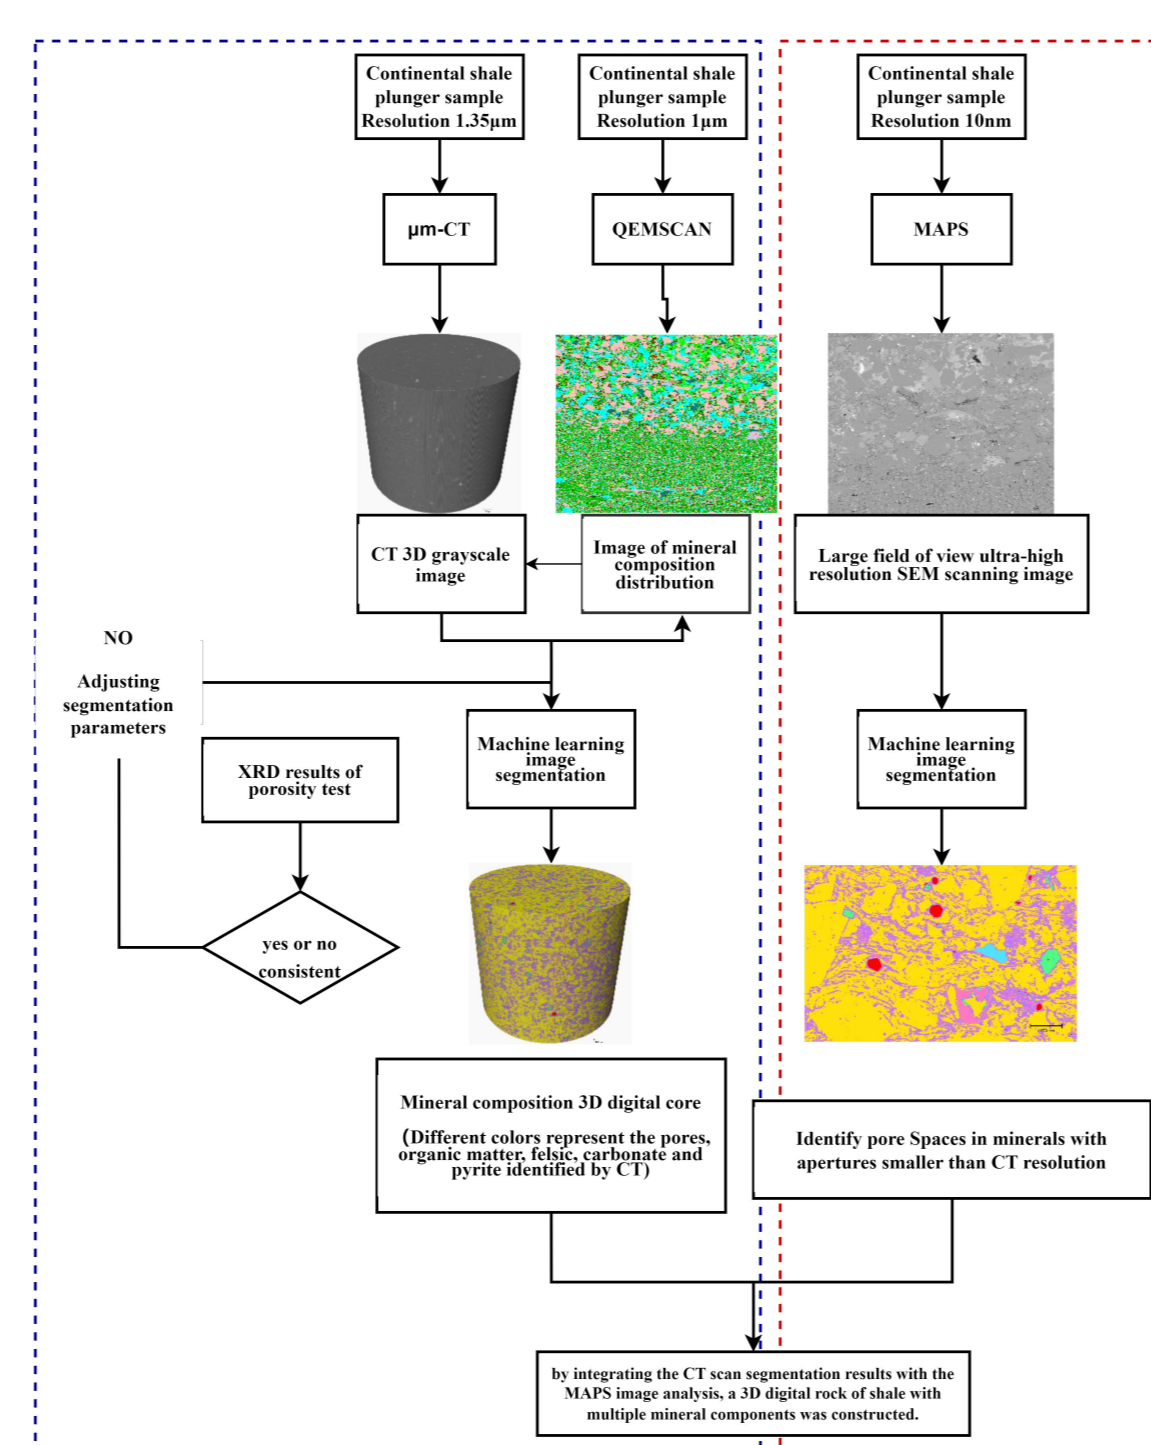 Continental shale
plunger sample
Resolution 1.35μm
Continental shale
plunger sample
Resolution 1μm
Continental shale
plunger sample
Resolution 10nm
μm-CT
QEMSCAN
MAPS
CT 3D grayscale
image
Image of mineral
composition
distribution
Large field of view ultra-high
resolution SEM scanning image
NO
Adjusting
segmentation
parameters
XRD results of
porosity test
Machine learning
image
segmentation
Machine learning
image
segmentation
yes or no
consistent
Mineral composition 3D digital core
(Different colors represent the pores,
organic matter, felsic, carbonate and
pyrite identified by CT)
Identify pore Spaces in minerals with
apertures smaller than CT resolution
by integrating the CT scan segmentation results with the
MAPS image analysis, a 3D digital rock of shale with
multiple mineral components was constructed.